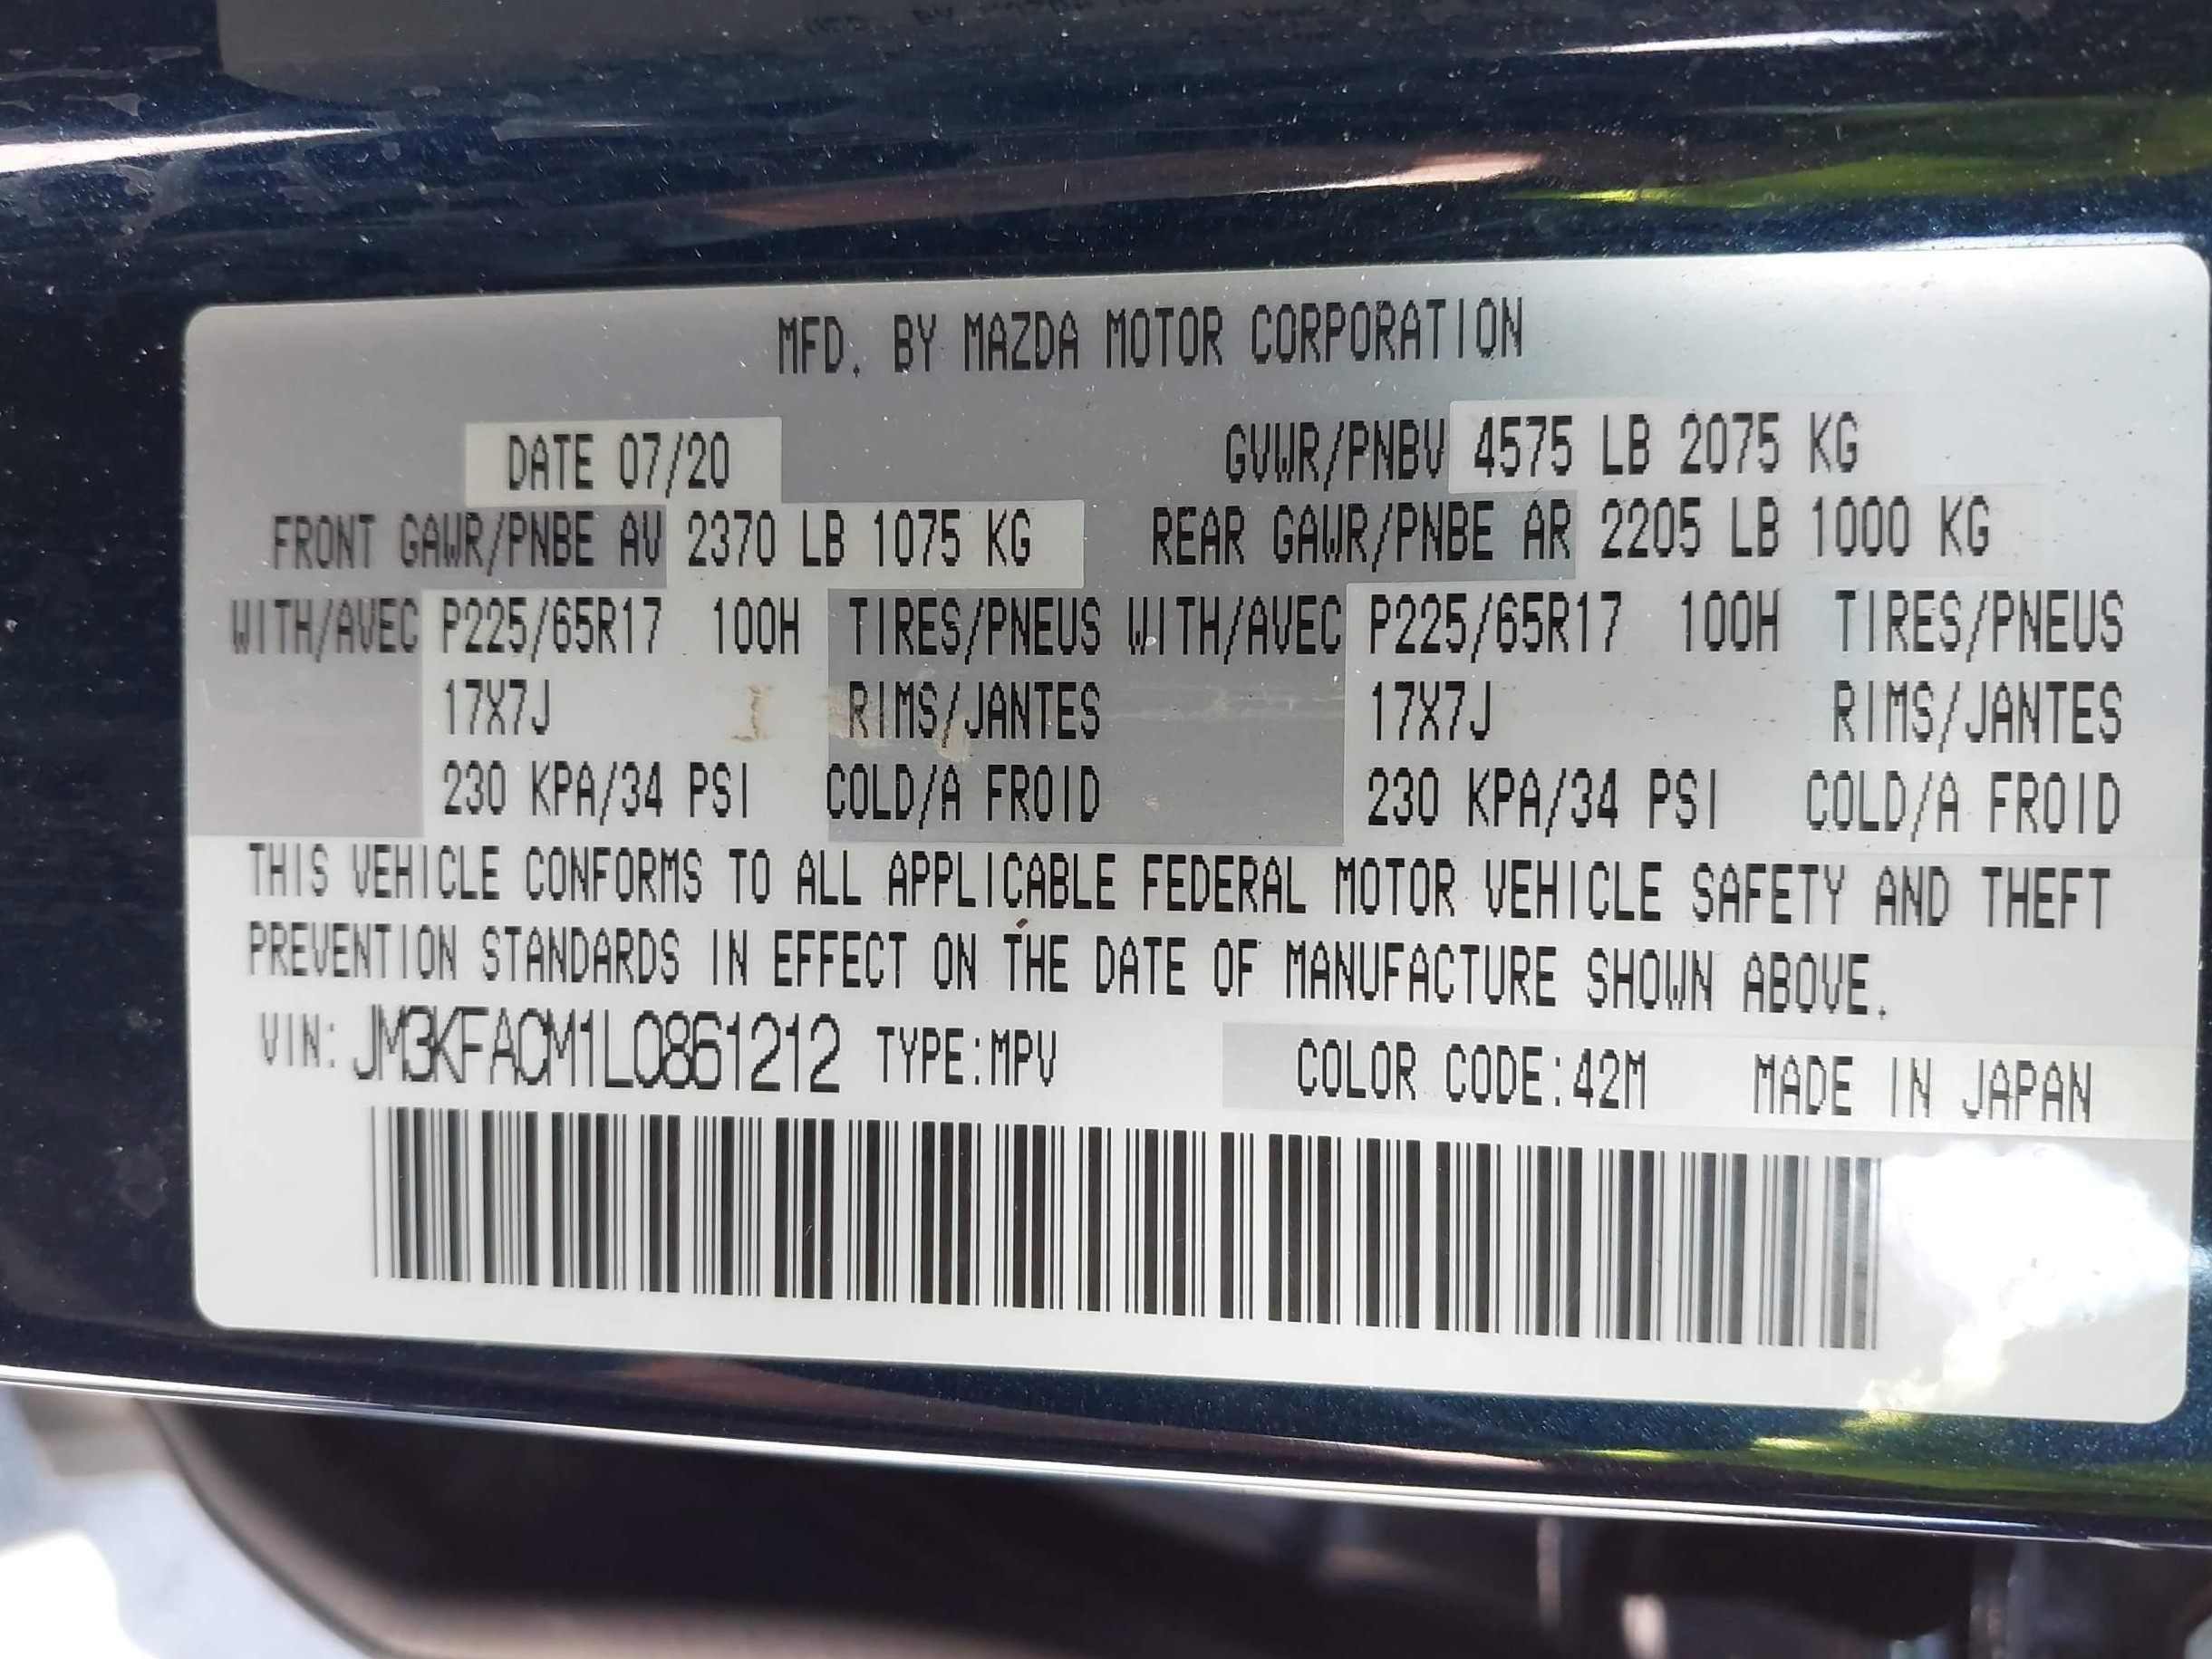 MFD. BY MAZDA MOTOR CORPORATION
DATE 07/20 GVWR/PNBV 4575 LB 2075 KG
FRONT GAWR/PNBE AV 2370 LB 1075 KG REAR GAWR/PNBE AR 2205 LB 1000 KG
WITH/AVEC P225/65R17 100H TIRES/PNEUS WITH/AVEC P225/65R17 100H TIRES/PNEUS
17X7J RIMS/JANTES 17X7J RIMS/JANTES
230 KPA/34 PSI COLD/A FROID 230 KPA/34 PSI COLD/A FROID
THIS VEHICLE CONFORMS TO ALL APPLICABLE FEDERAL MOTOR VEHICLE SAFETY AND THEFT
PREVENTION STANDARDS IN EFFECT ON THE DATE OF MANUFACTURE SHOWN ABOVE.
VIN: JM3KFACM1L0861212 TYPE:MPV COLOR CODE:42M MADE IN JAPAN